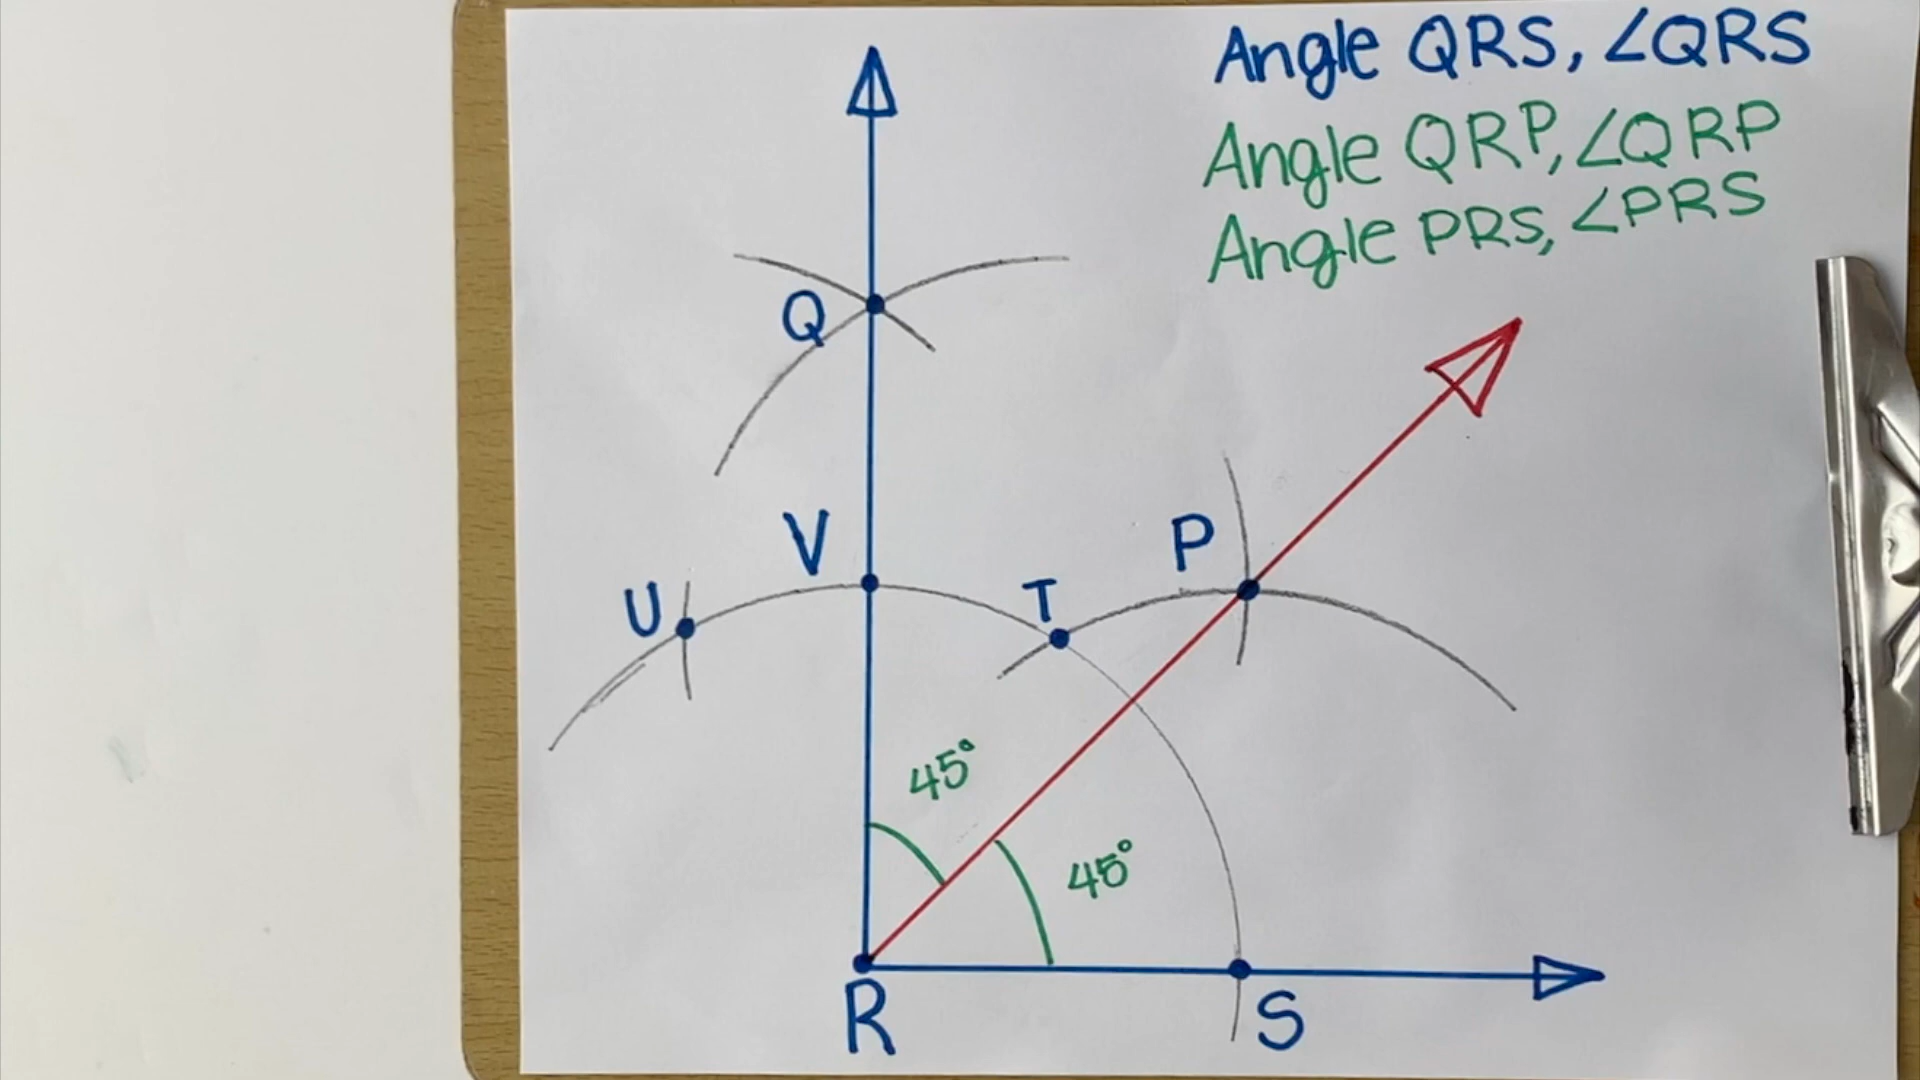 Angle QRS, ∠QRS
Angle QRP, ∠QRP
Angle PRS, ∠PRS
Q
V
P
U
T
45°
45°
R
S